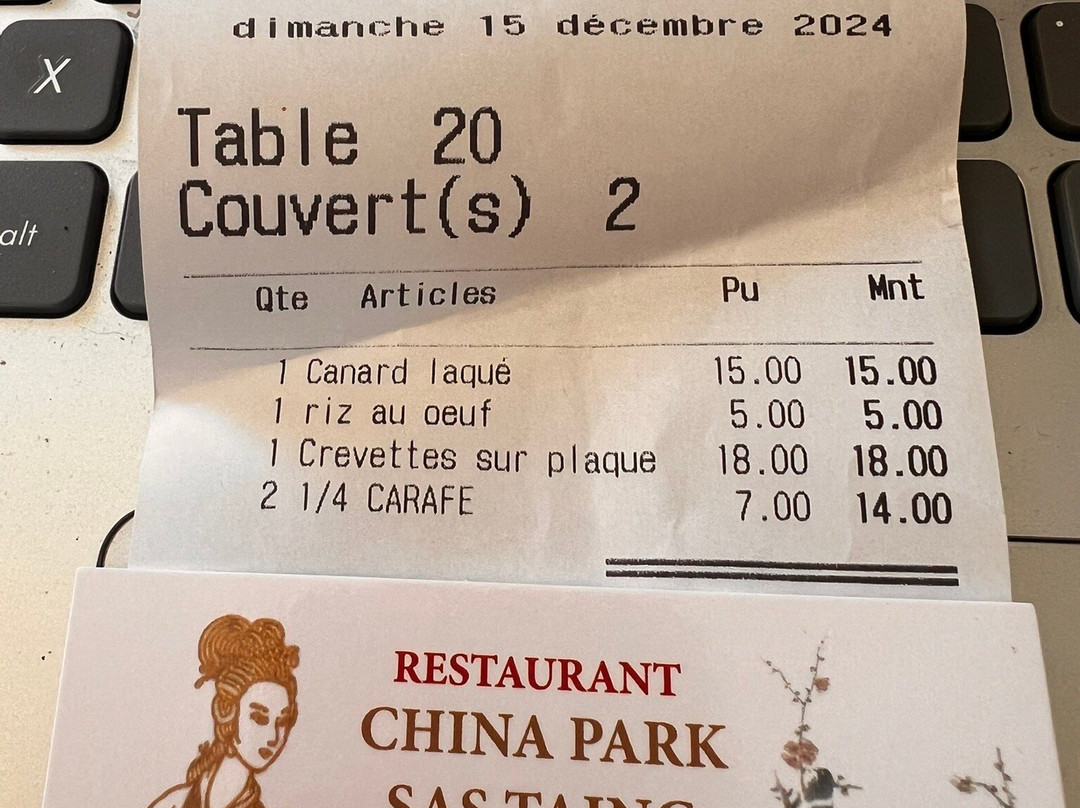 dimanche 15 décembre 2024
X
Table 20
Couvert(s) 2
alt
Qte Articles Pu Mnt
1 Canard laqué 15.00 15.00
1 riz au oeuf 5.00 5.00
1 Crevettes sur plaque 18.00 18.00
2 1/4 CARAFE 7.00 14.00
RESTAURANT
CHINA PARK
SAS TAING